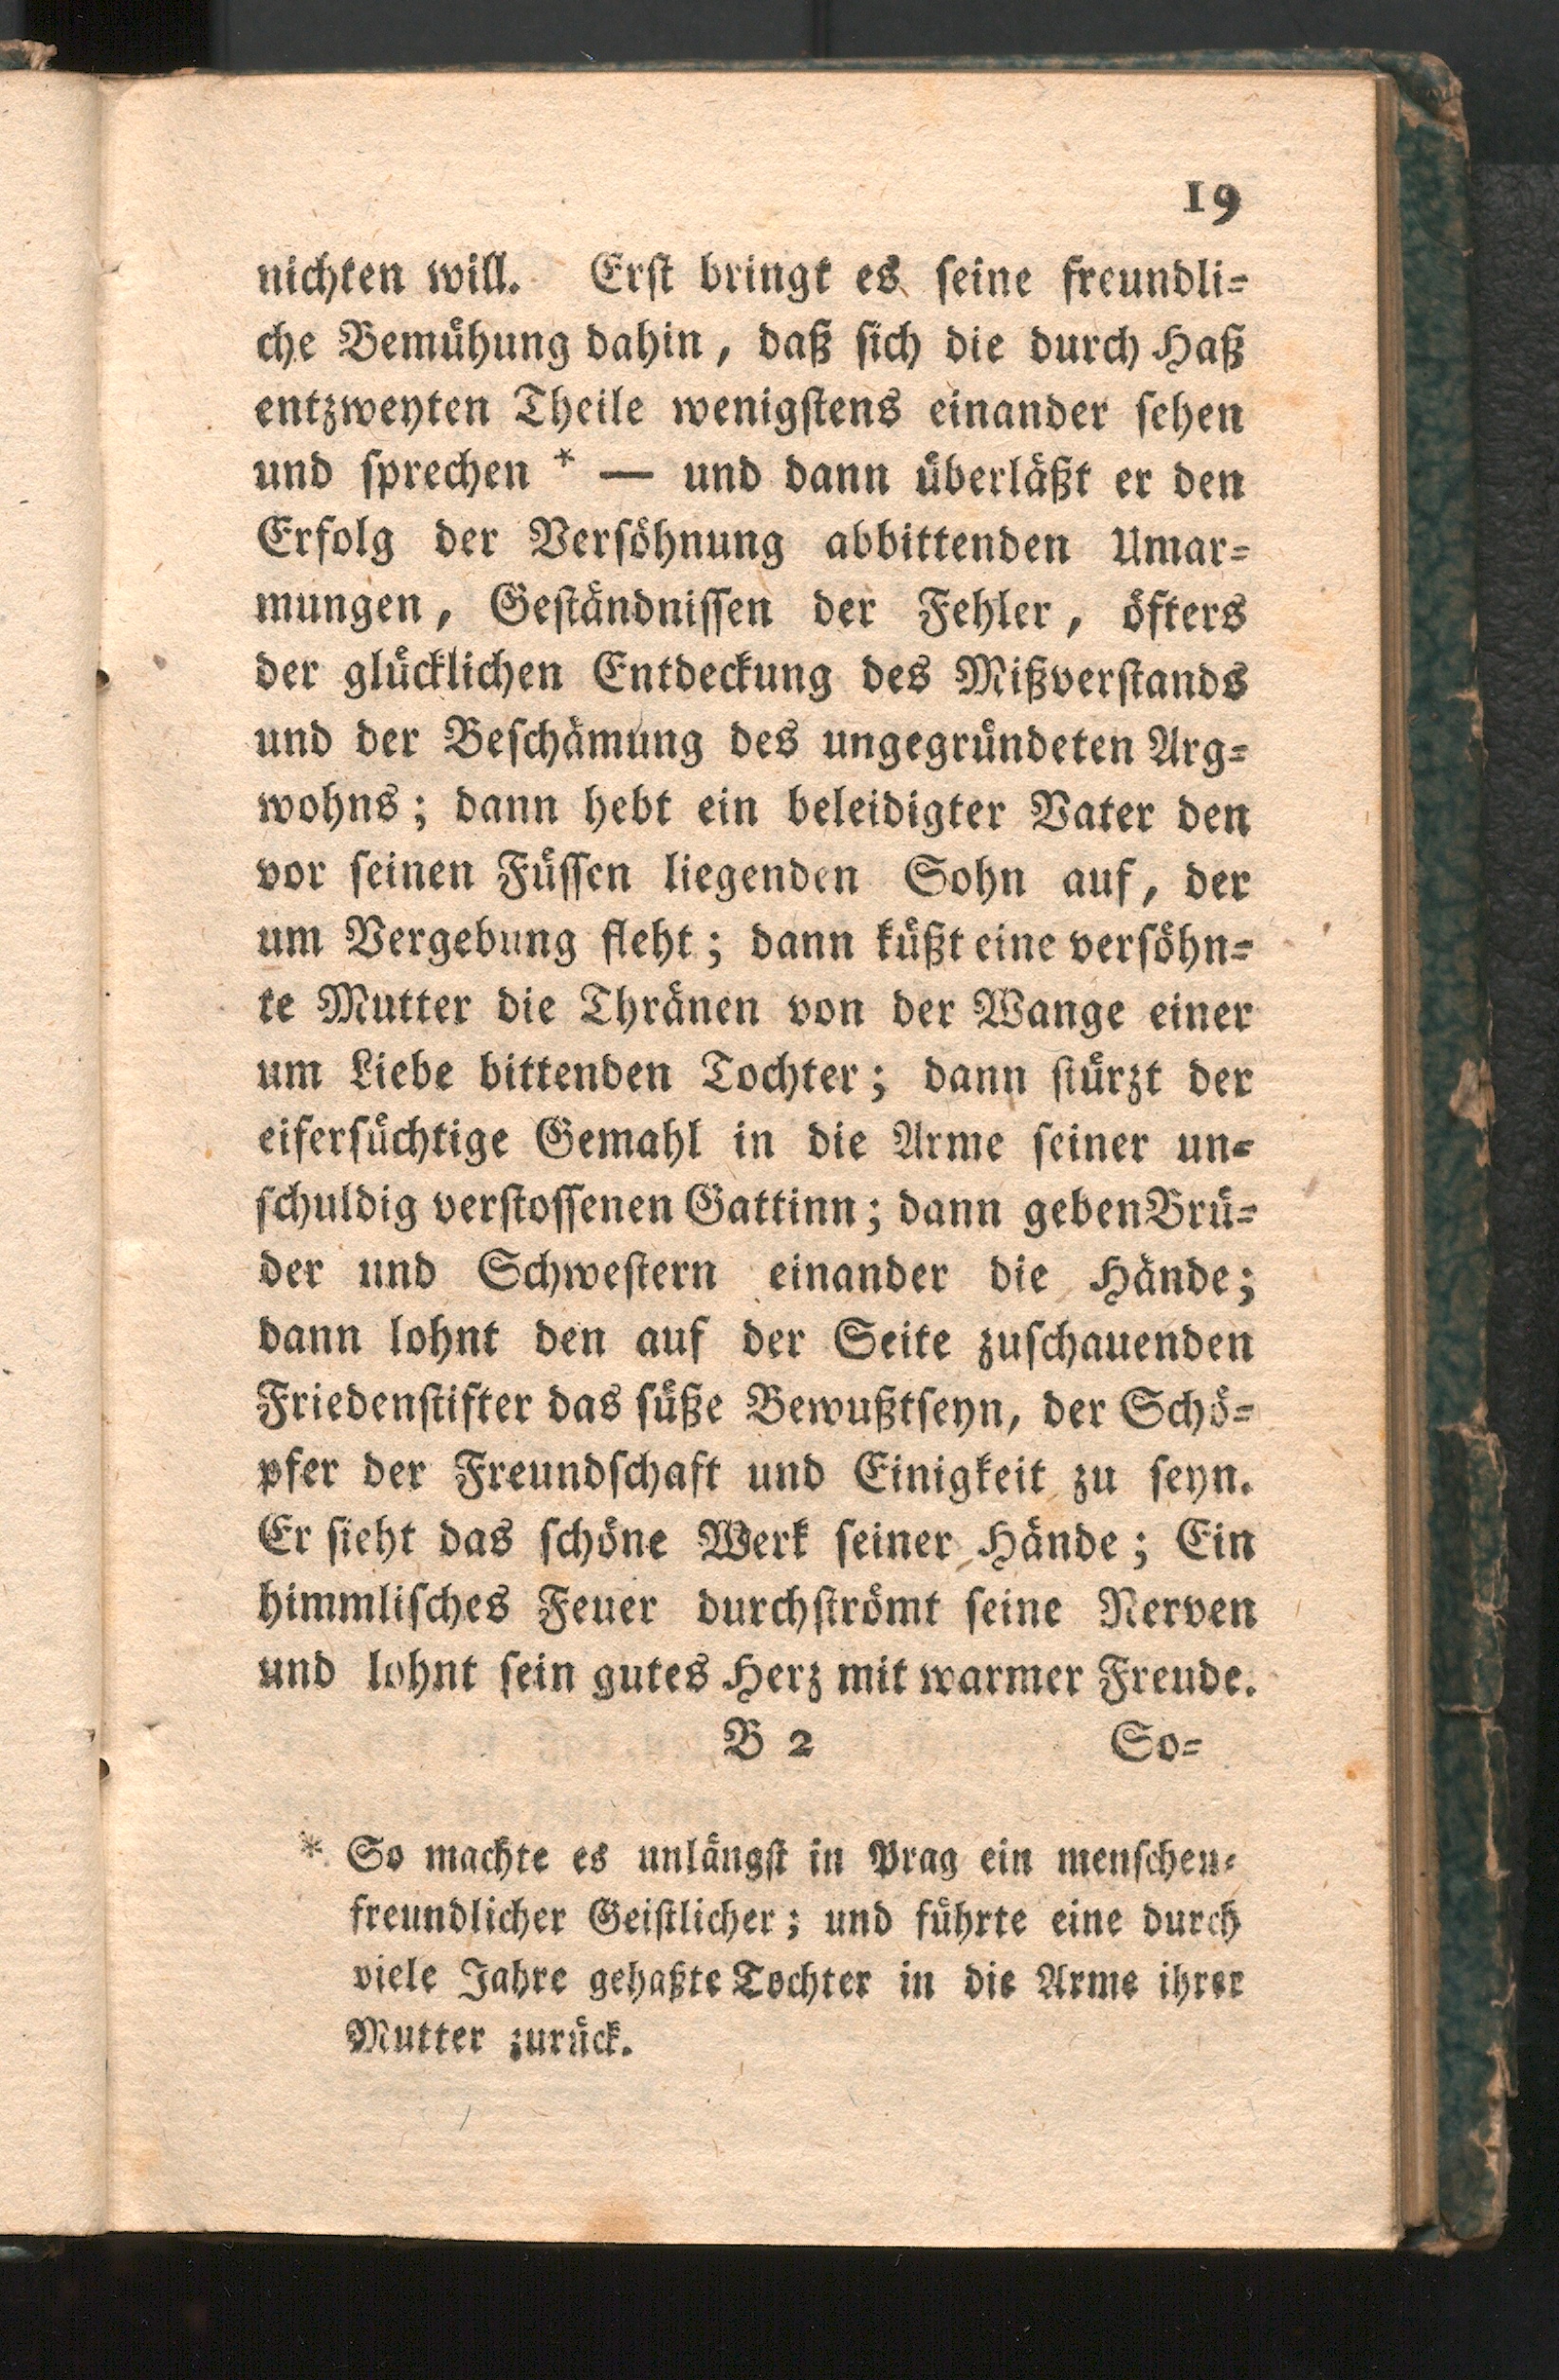 19
nichten will. Erst bringt es seine freundli=
che Bemühung dahin, daß sich die durch Haß
entzweyten Theile wenigstens einander sehen
und sprechen * — und dann überläßt er den
Erfolg der Versöhnung abbittenden Umar=
mungen, Geständnissen der Fehler, öfters
der glücklichen Entdeckung des Mißverstands
und der Beschämung des ungegründeten Arg=
wohns; dann hebt ein beleidigter Vater den
vor seinen Füssen liegenden Sohn auf, der
um Vergebung fleht; dann küßt eine versöhn=
te Mutter die Thränen von der Wange einer
um Liebe bittenden Tochter; dann stürzt der
eifersüchtige Gemahl in die Arme seiner un=
schuldig verstossenen Gattinn; dann geben Brü=
der und Schwestern einander die Hände;
dann lohnt den auf der Seite zuschauenden
Friedenstifter das süße Bewußtseyn, der Schö=
pfer der Freundschaft und Einigkeit zu seyn.
Er sieht das schöne Werk seiner Hände; Ein
himmlisches Feuer durchströmt seine Nerven
und lohnt sein gutes Herz mit warmer Freude.
B 2 So=
* So machte es unlängst in Prag ein menschen=
freundlicher Geistlicher; und führte eine durch
viele Jahre gehaßte Tochter in die Arme ihrer
Mutter zurück.